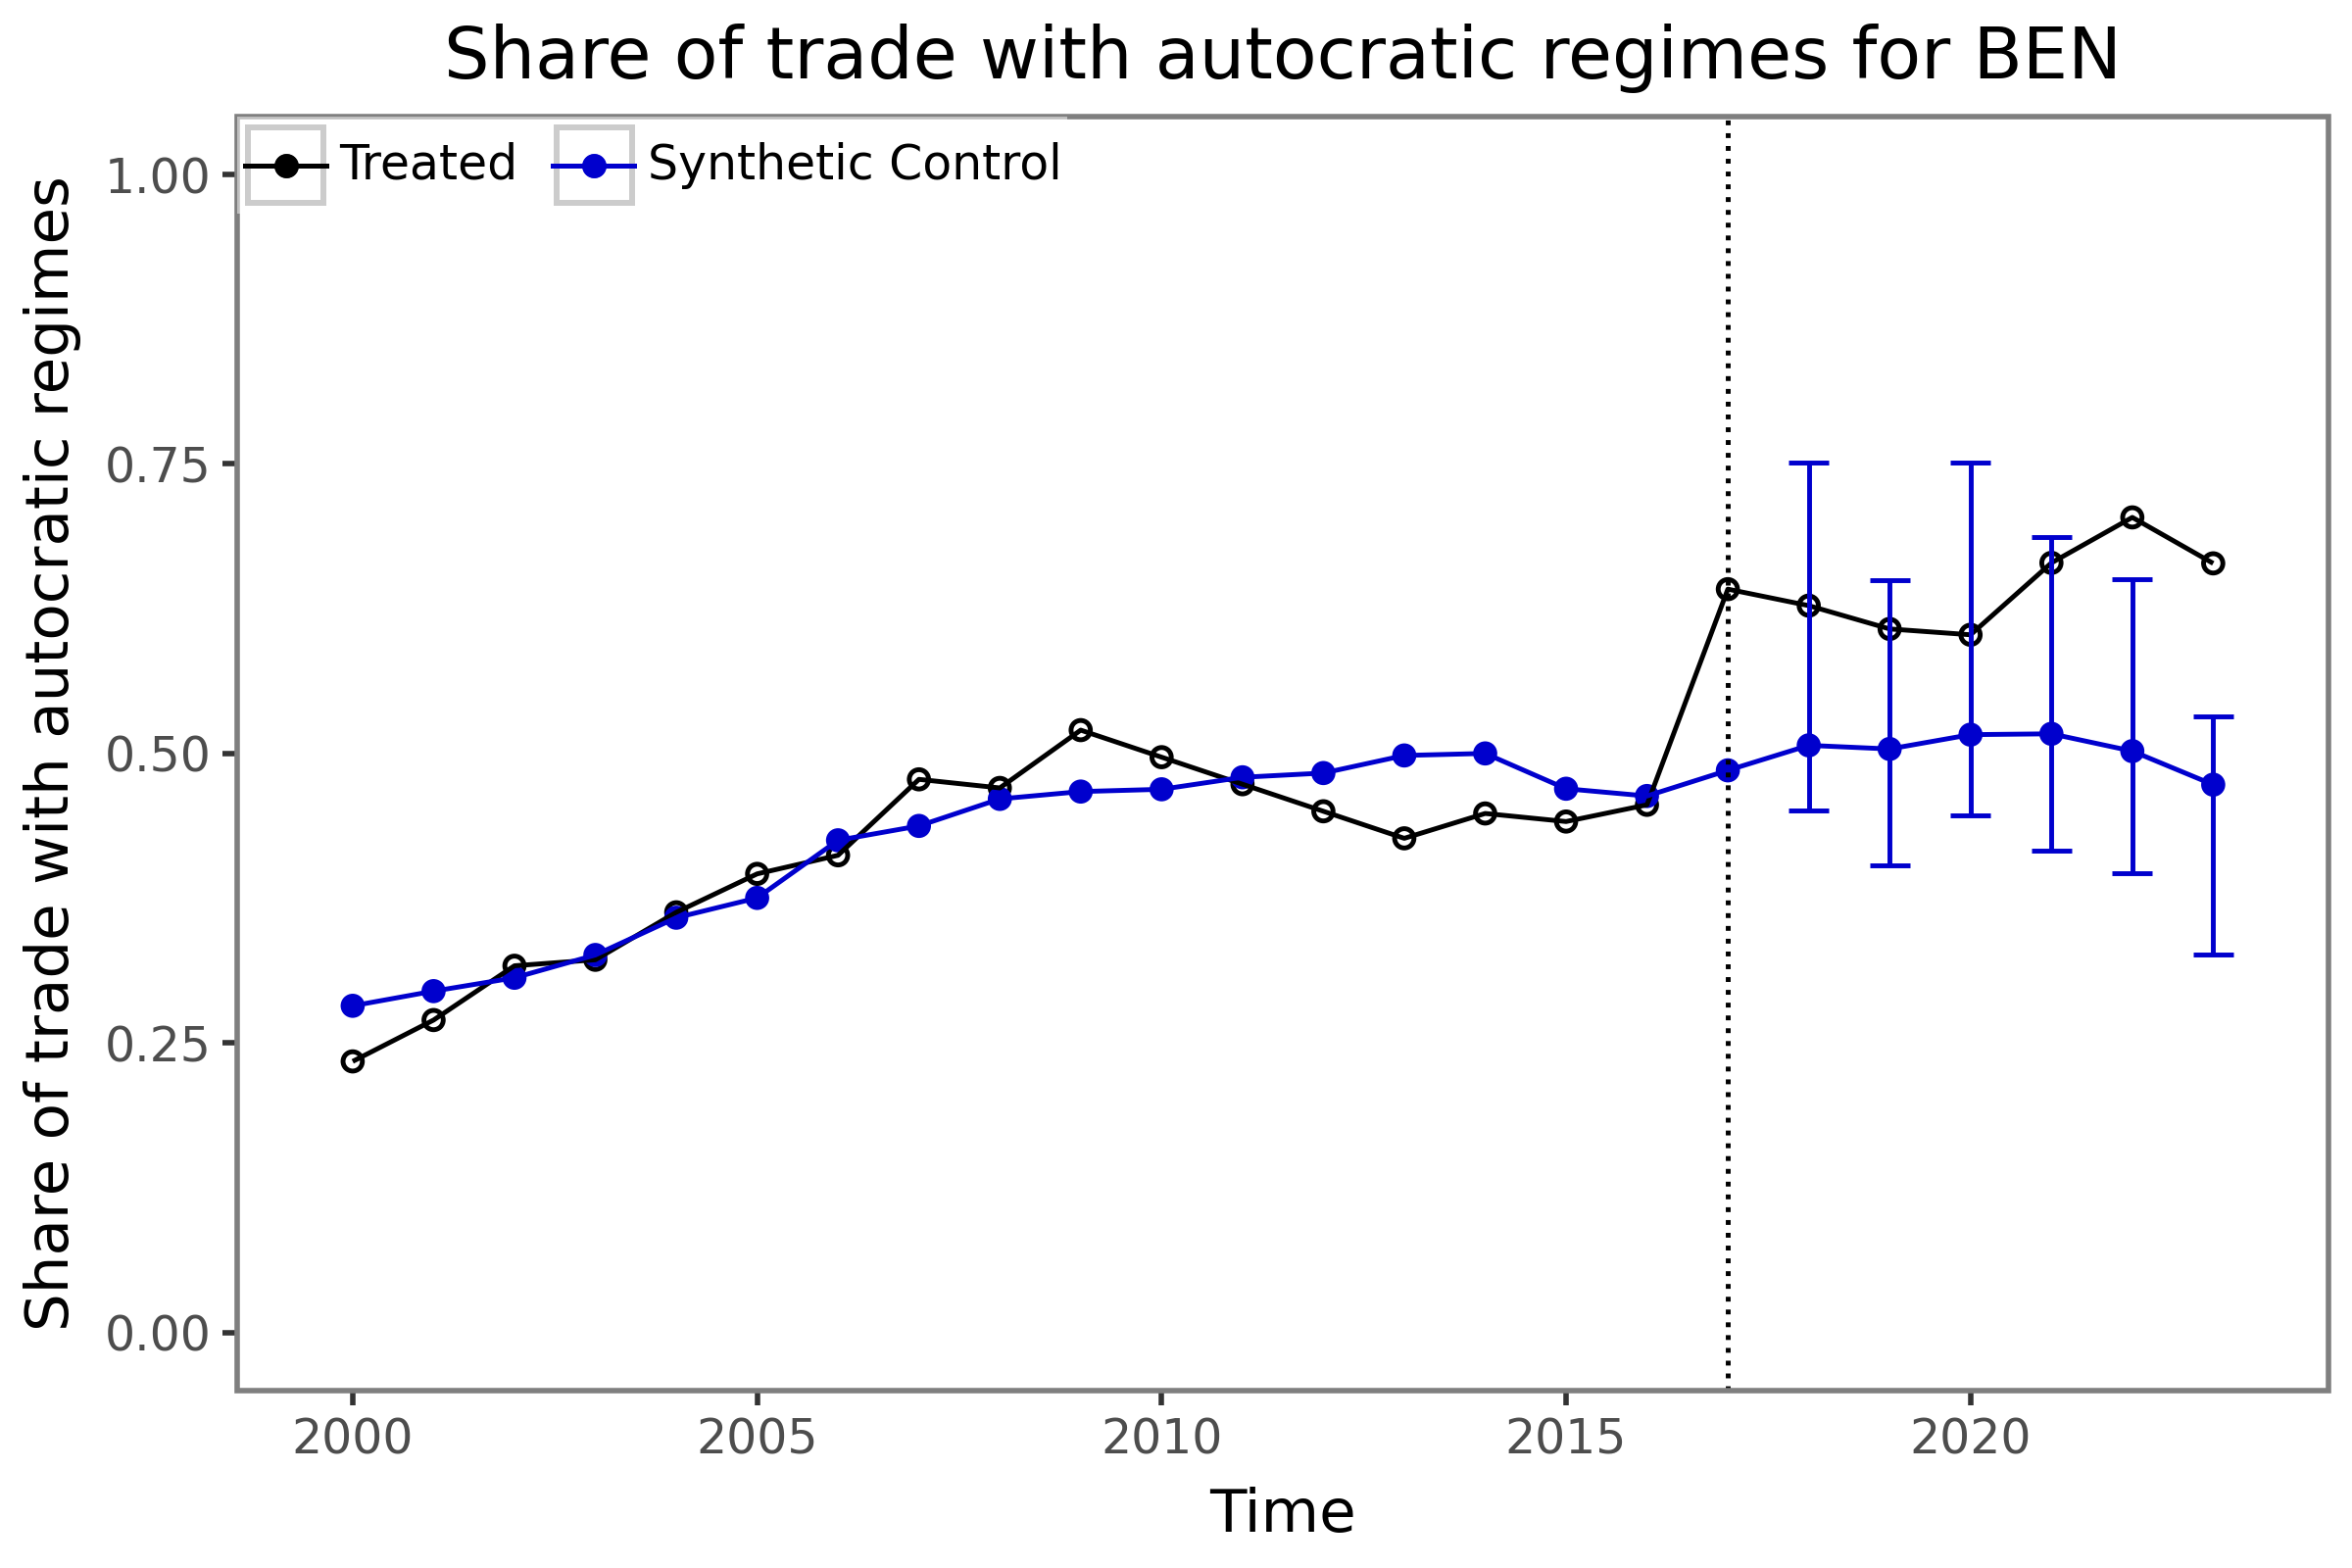 Share of trade with autocratic regimes for BEN
Treated
Synthetic Control
Share of trade with autocratic regimes
1.00
0.75
0.50
0.25
0.00
2000
2005
2010
2015
2020
Time